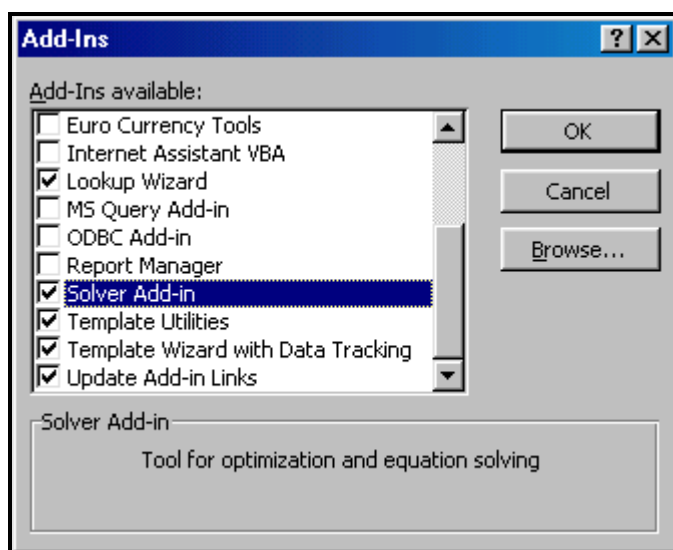 Add-Ins
Add-Ins available:
Euro Currency Tools
Internet Assistant VBA
Lookup Wizard
MS Query Add-in
ODBC Add-in
Report Manager
Solver Add-in
Template Utilities
Template Wizard with Data Tracking
Update Add-in Links
OK
Cancel
Browse...
Solver Add-in
Tool for optimization and equation solving